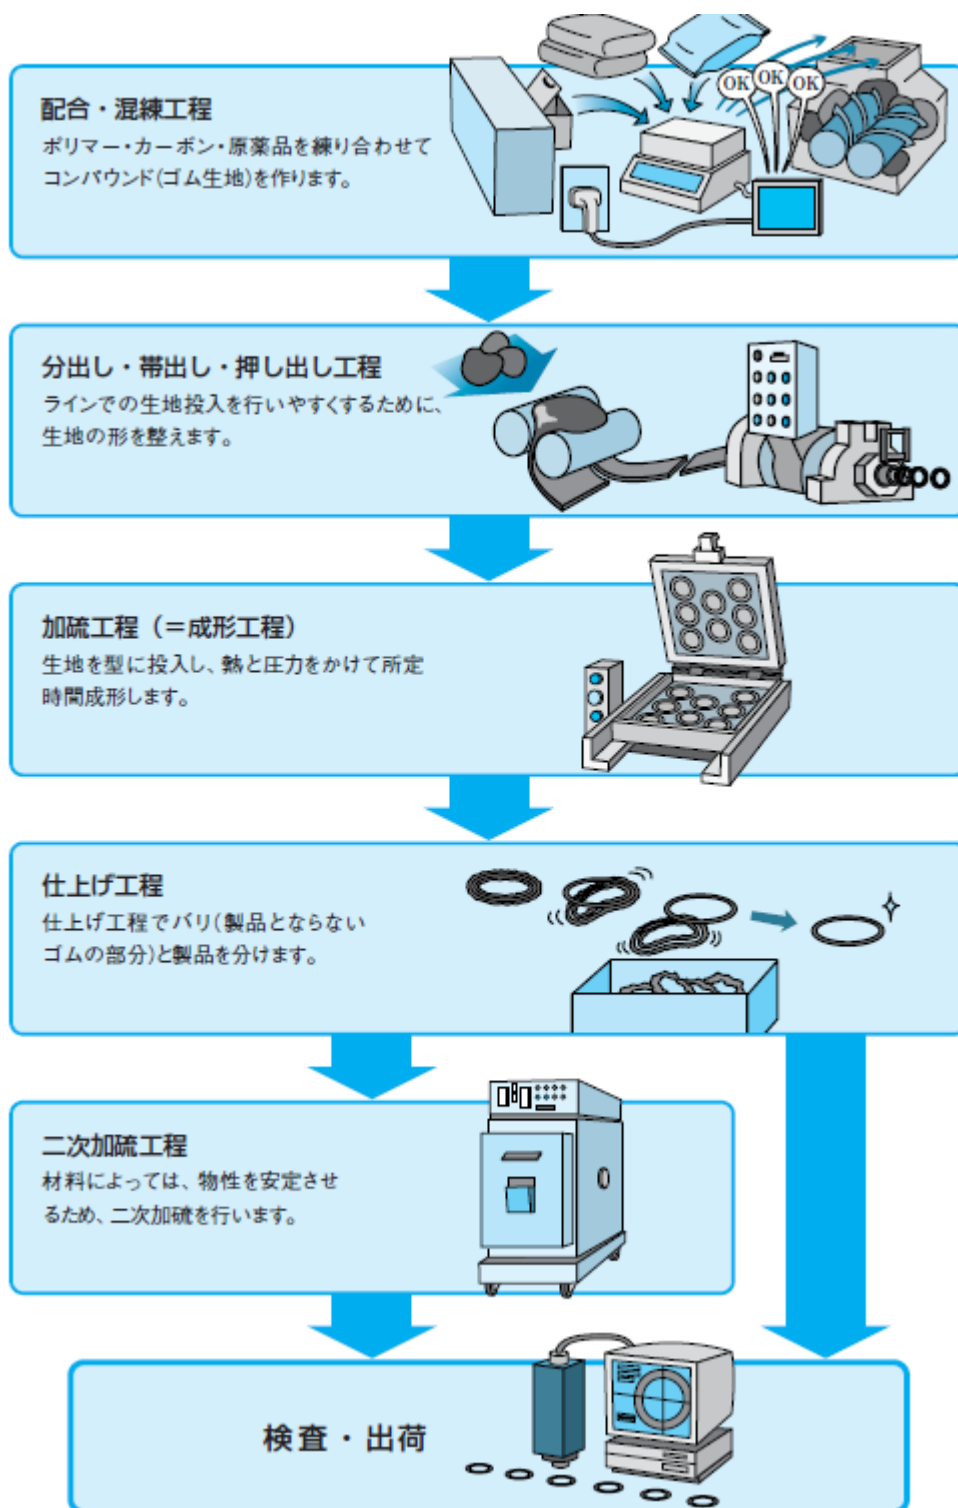 配合・混練工程
ポリマー・カーボン・原薬品を練り合わせて
コンパウンド(ゴム生地)を作ります。
OK OK OK
分出し・帯出し・押し出し工程
ラインでの生地投入を行いやすくするために、
生地の形を整えます。
加硫工程（＝成形工程）
生地を型に投入し、熱と圧力をかけて所定
時間成形します。
仕上げ工程
仕上げ工程でバリ(製品とならない
ゴムの部分)と製品を分けます。
二次加硫工程
材料によっては、物性を安定させ
るため、二次加硫を行います。
検査・出荷